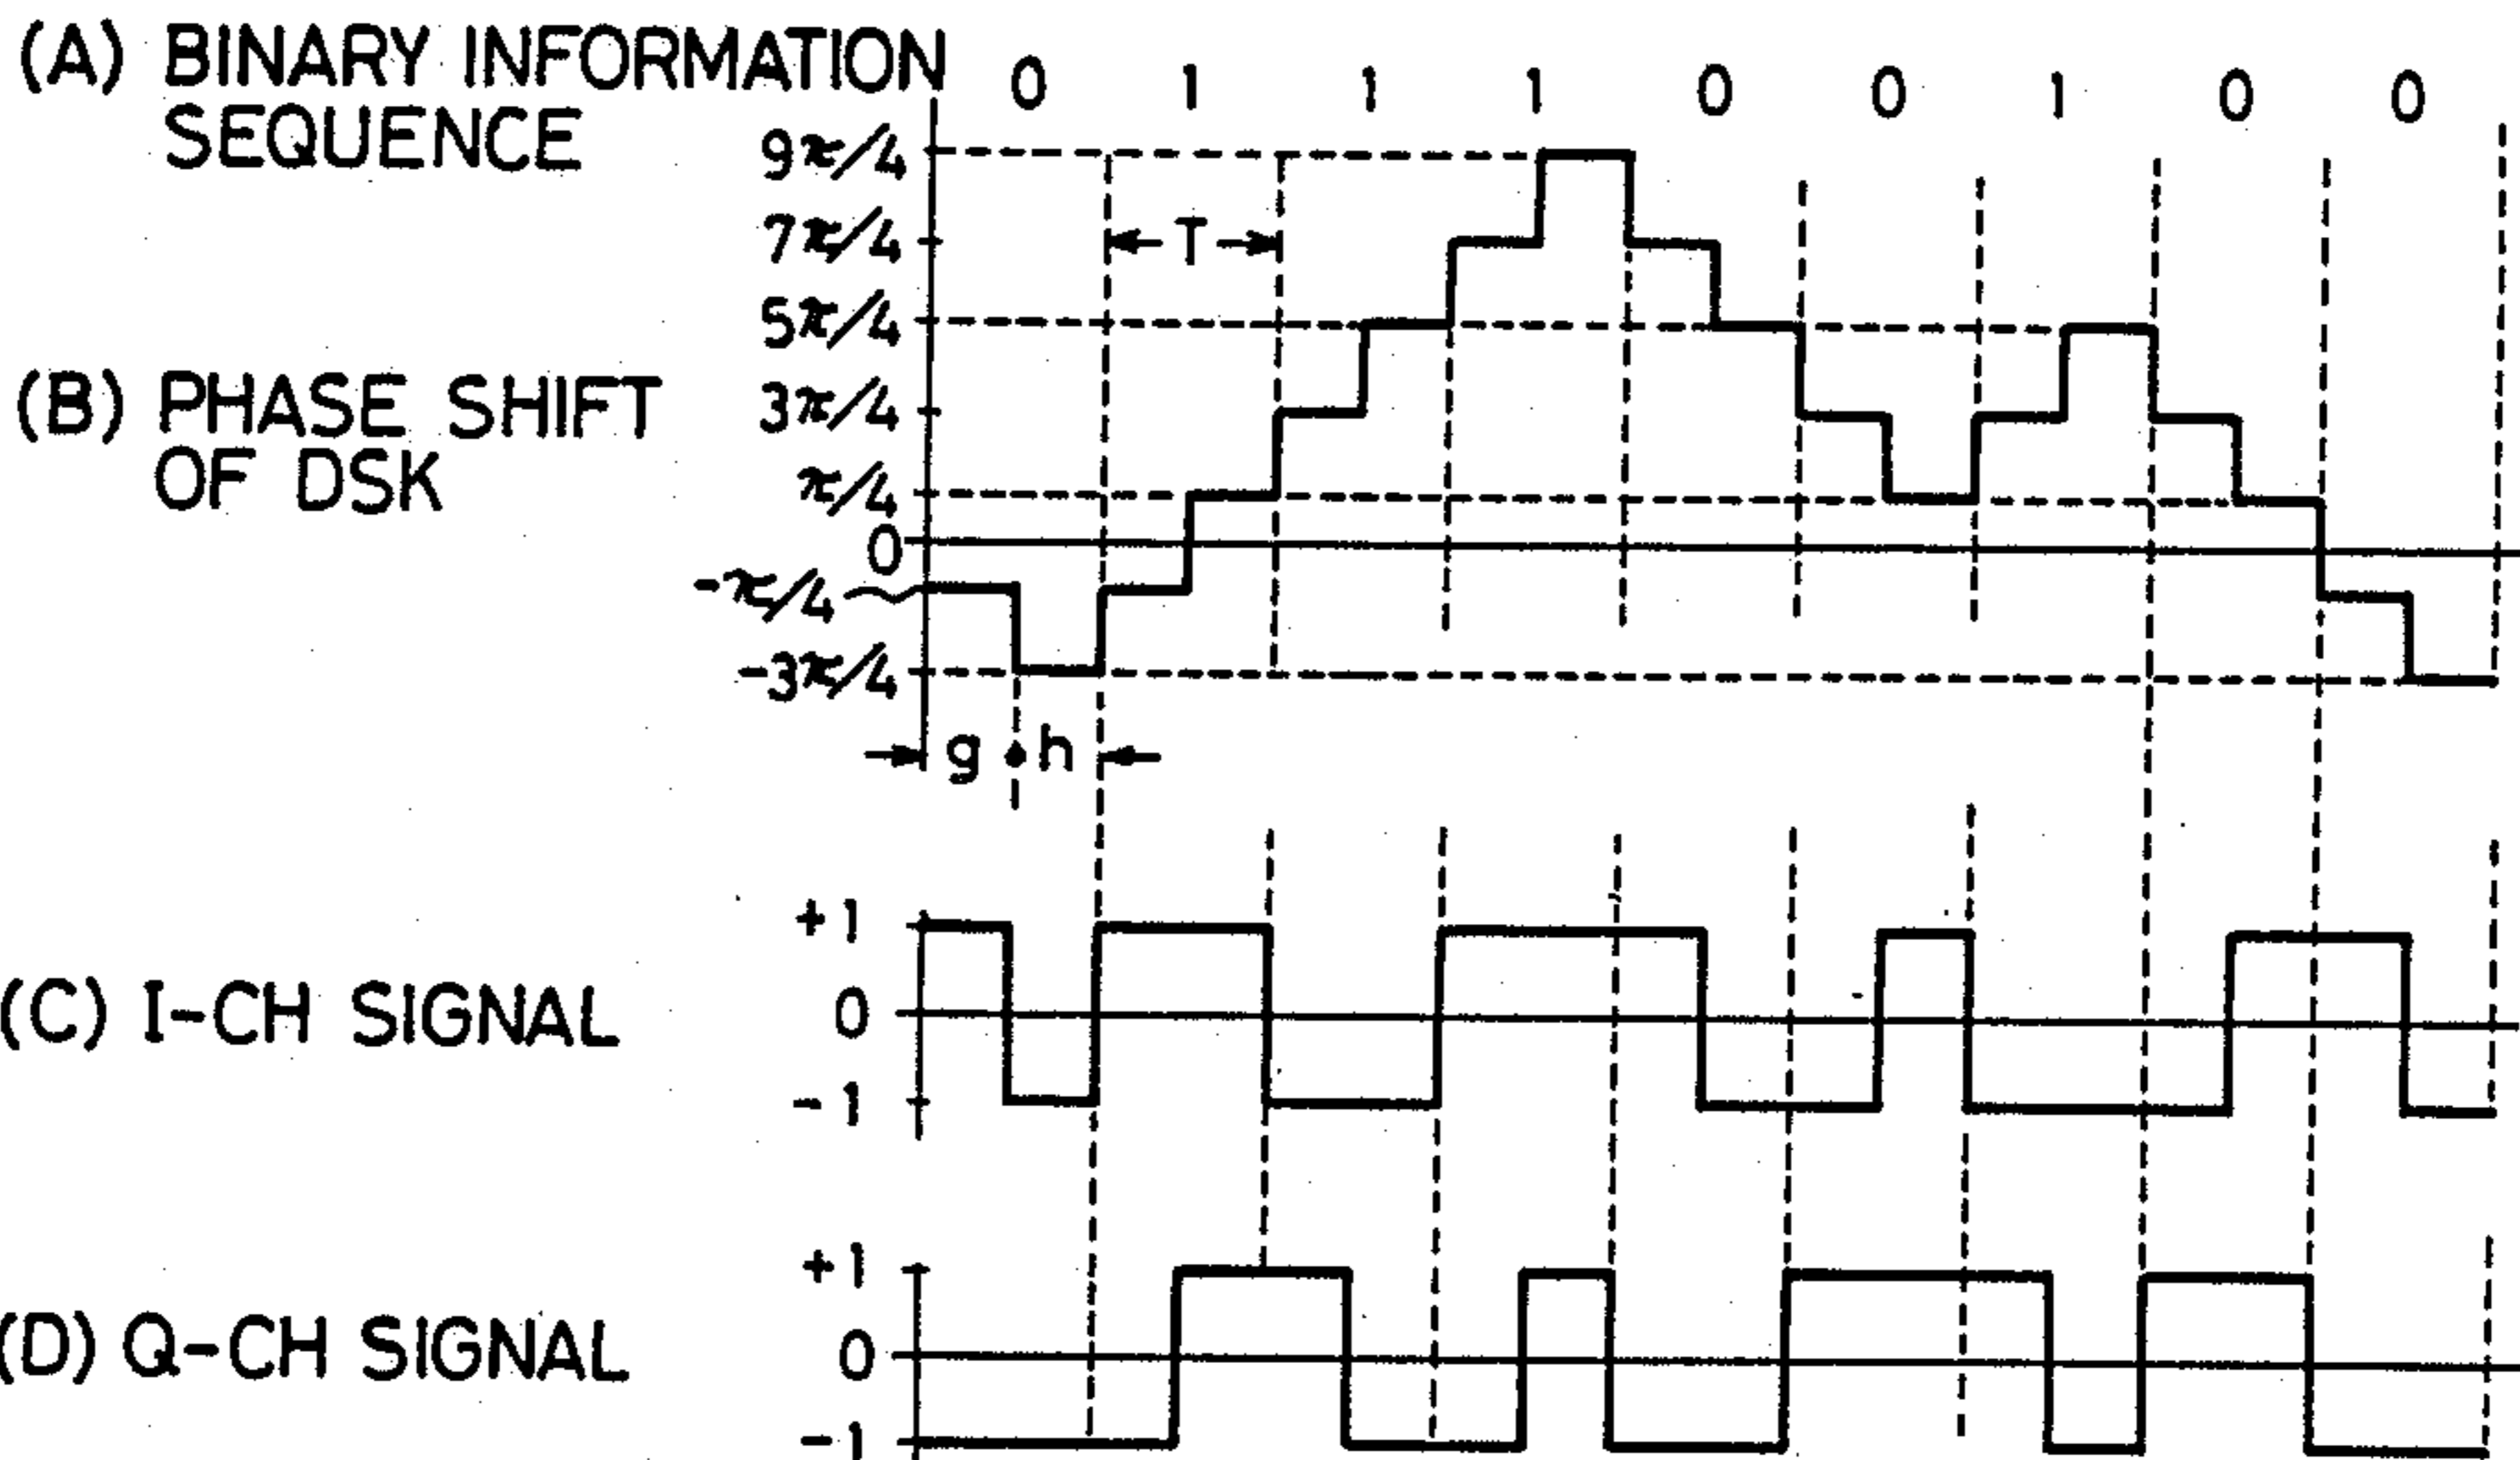 (A) BINARY INFORMATION SEQUENCE
0 1 1 1 0 0 1 0 0
9π/4
7π/4
T
5π/4
3π/4
(B) PHASE SHIFT OF DSK
π/4
0
-π/4
-3π/4
g h
+1
(C) I-CH SIGNAL
0
-1
+1
(D) Q-CH SIGNAL
0
-1